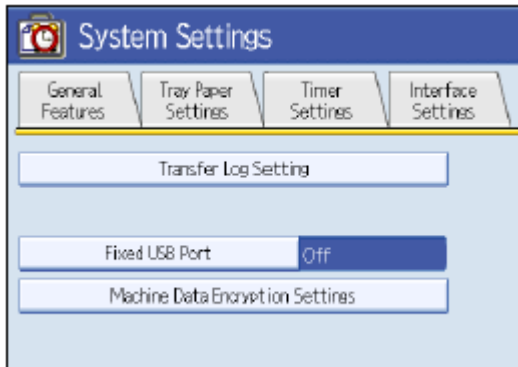 System Settings
General Features
Tray Paper Settings
Timer Settings
Interface Settings
Transfer Log Setting
Fixed USB Port Off
Machine Data Encryption Settings